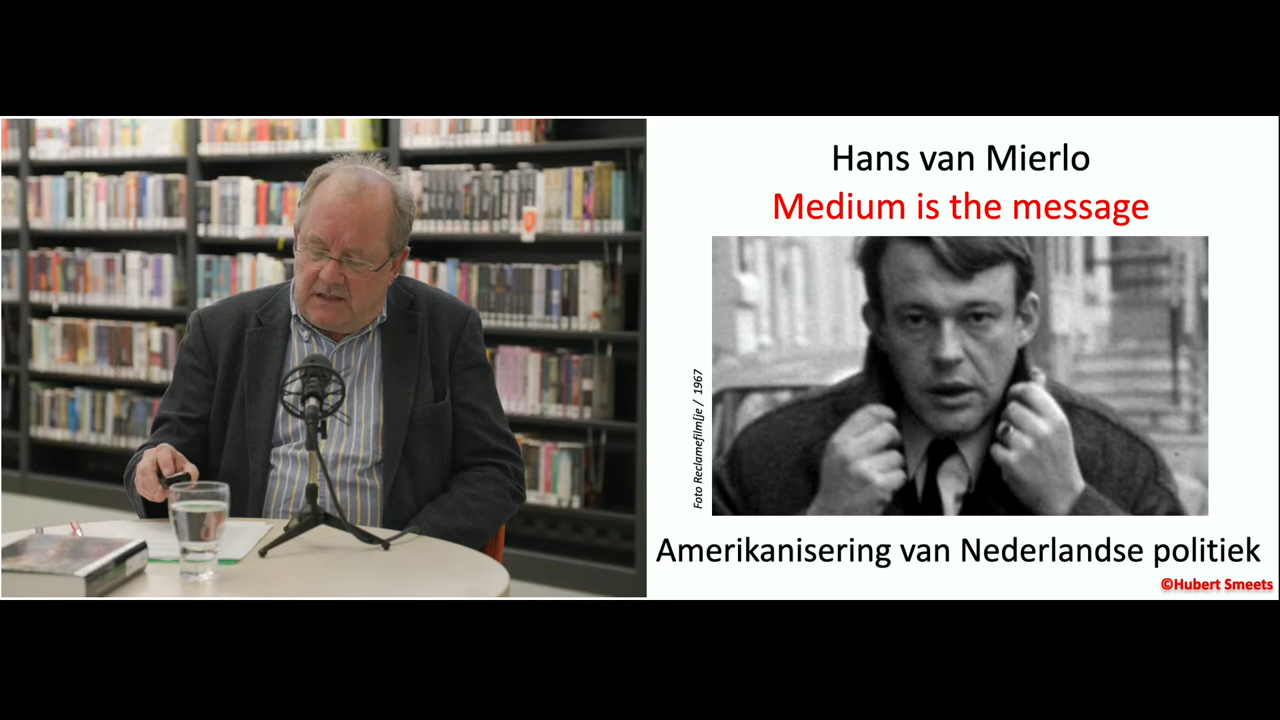 Hans van Mierlo
Medium is the message
Foto Reclamefilmpje / 1967
Amerikanisering van Nederlandse politiek
©Hubert Smeets